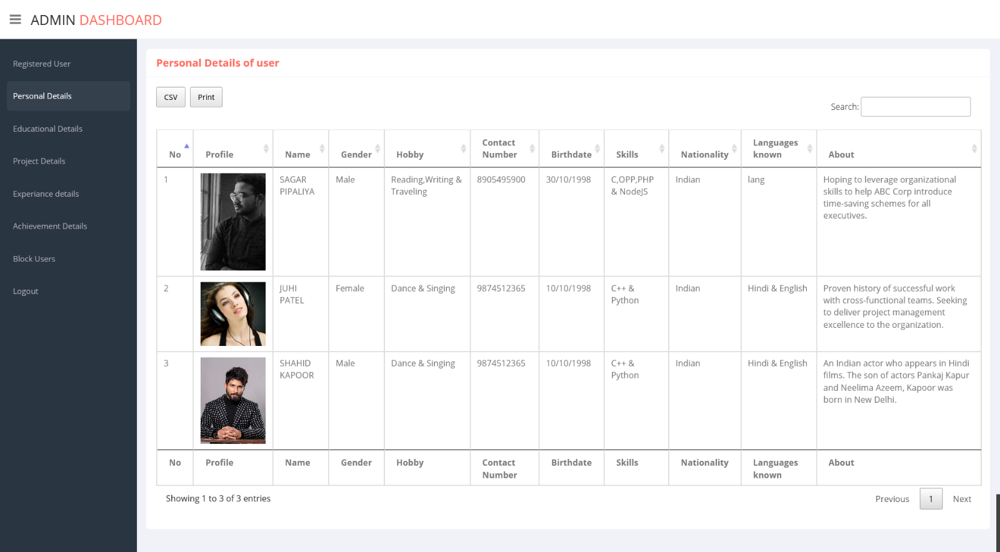 ADMIN DASHBOARD
Registered User
Personal Details
Educational Details
Project Details
Experiance details
Achievement Details
Block Users
Logout
Personal Details of user
CSV Print
Search:
No Profile Name Gender Hobby Contact Number Birthdate Skills Nationality Languages known About
1 SAGAR PIPALIYA Male Reading,Writing & Traveling 8905495900 30/10/1998 C,OPP,PHP & NodeJS Indian lang Hoping to leverage organizational skills to help ABC Corp introduce time-saving schemes for all executives.
2 JUHI PATEL Female Dance & Singing 9874512365 10/10/1998 C++ & Python Indian Hindi & English Proven history of successful work with cross-functional teams. Seeking to deliver project management excellence to the organization.
3 SHAHID KAPOOR Male Dance & Singing 9874512365 10/10/1998 C++ & Python Indian Hindi & English An Indian actor who appears in Hindi films. The son of actors Pankaj Kapur and Neelima Azeem, Kapoor was born in New Delhi.
No Profile Name Gender Hobby Contact Number Birthdate Skills Nationality Languages known About
Showing 1 to 3 of 3 entries
Previous 1 Next